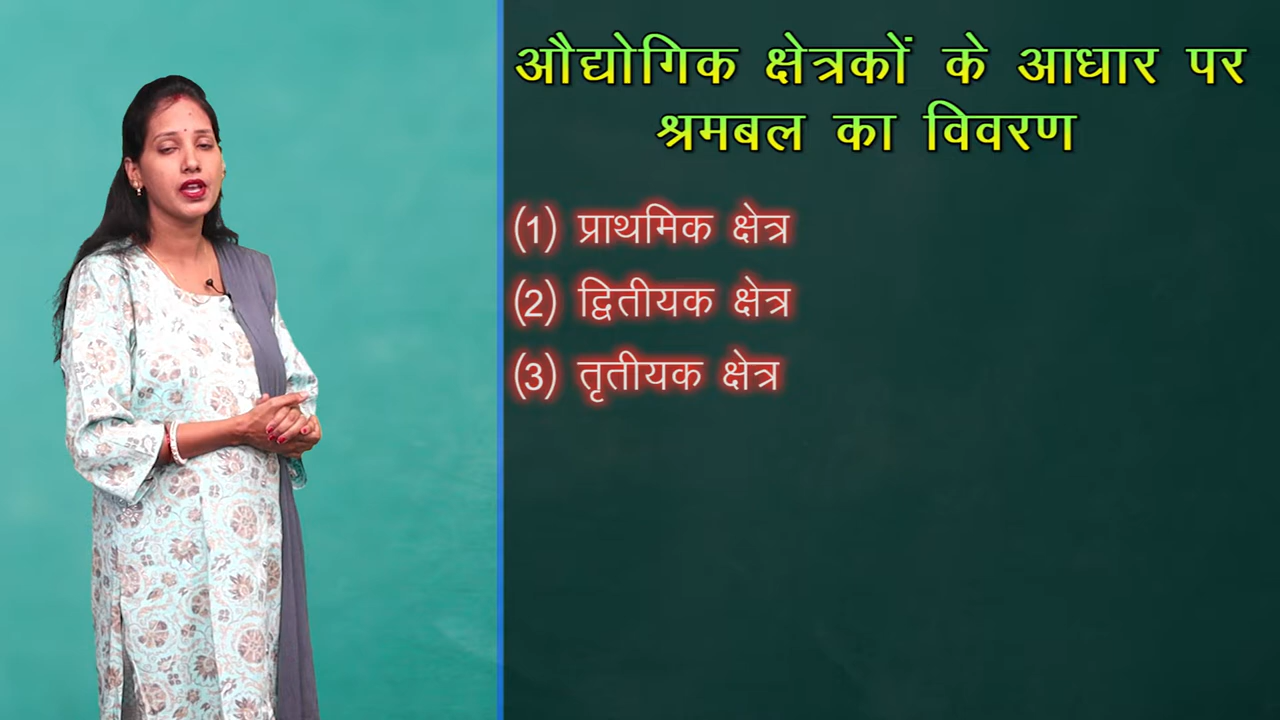 औद्योगिक क्षेत्रकों के आधार पर
श्रमबल का विवरण
(1) प्राथमिक क्षेत्र
(2) द्वितीयक क्षेत्र
(3) तृतीयक क्षेत्र